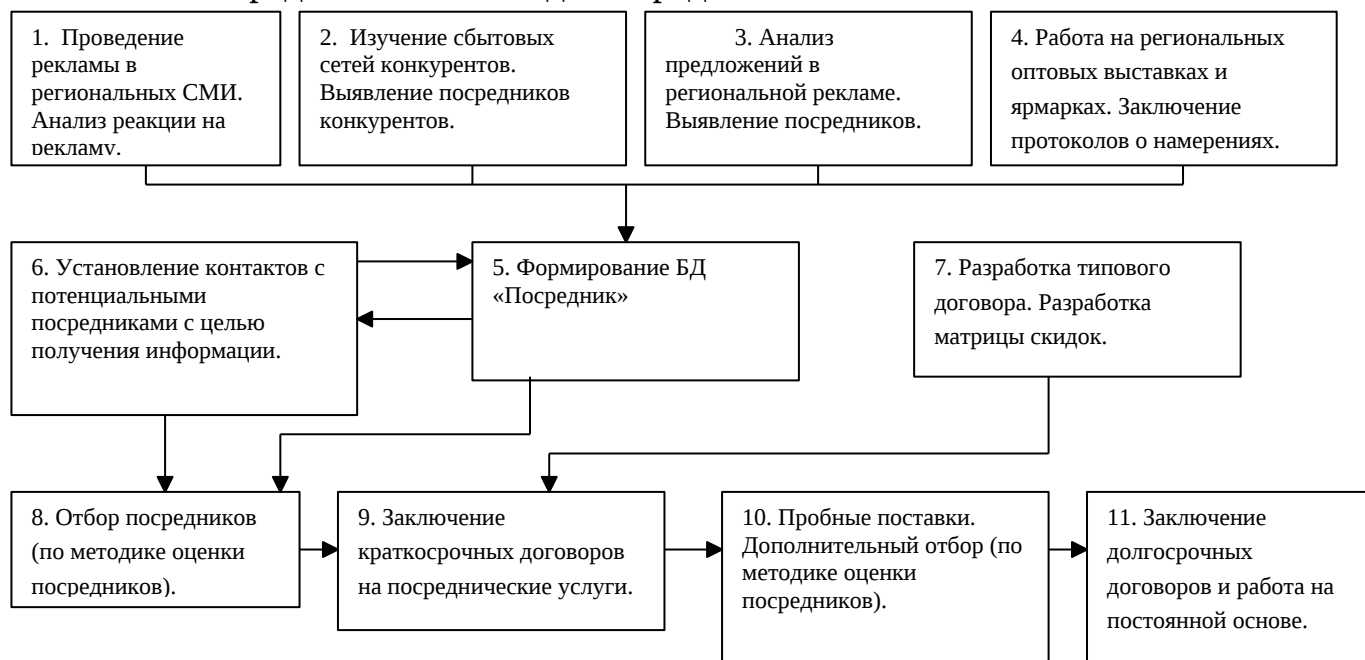 1. Проведение
рекламы в
региональных СМИ.
Анализ реакции на
рекламу.
2. Изучение сбытовых
сетей конкурентов.
Выявление посредников
конкурентов.
3. Анализ
предложений в
региональной рекламе.
Выявление посредников.
4. Работа на региональных
оптовых выставках и
ярмарках. Заключение
протоколов о намерениях.
6. Установление контактов с
потенциальными
посредниками с целью
получения информации.
5. Формирование БД
«Посредник»
7. Разработка типового
договора. Разработка
матрицы скидок.
8. Отбор посредников
(по методике оценки
посредников).
9. Заключение
краткосрочных договоров
на посреднические услуги.
10. Пробные поставки.
Дополнительный отбор (по
методике оценки
посредников).
11. Заключение
долгосрочных
договоров и работа на
постоянной основе.